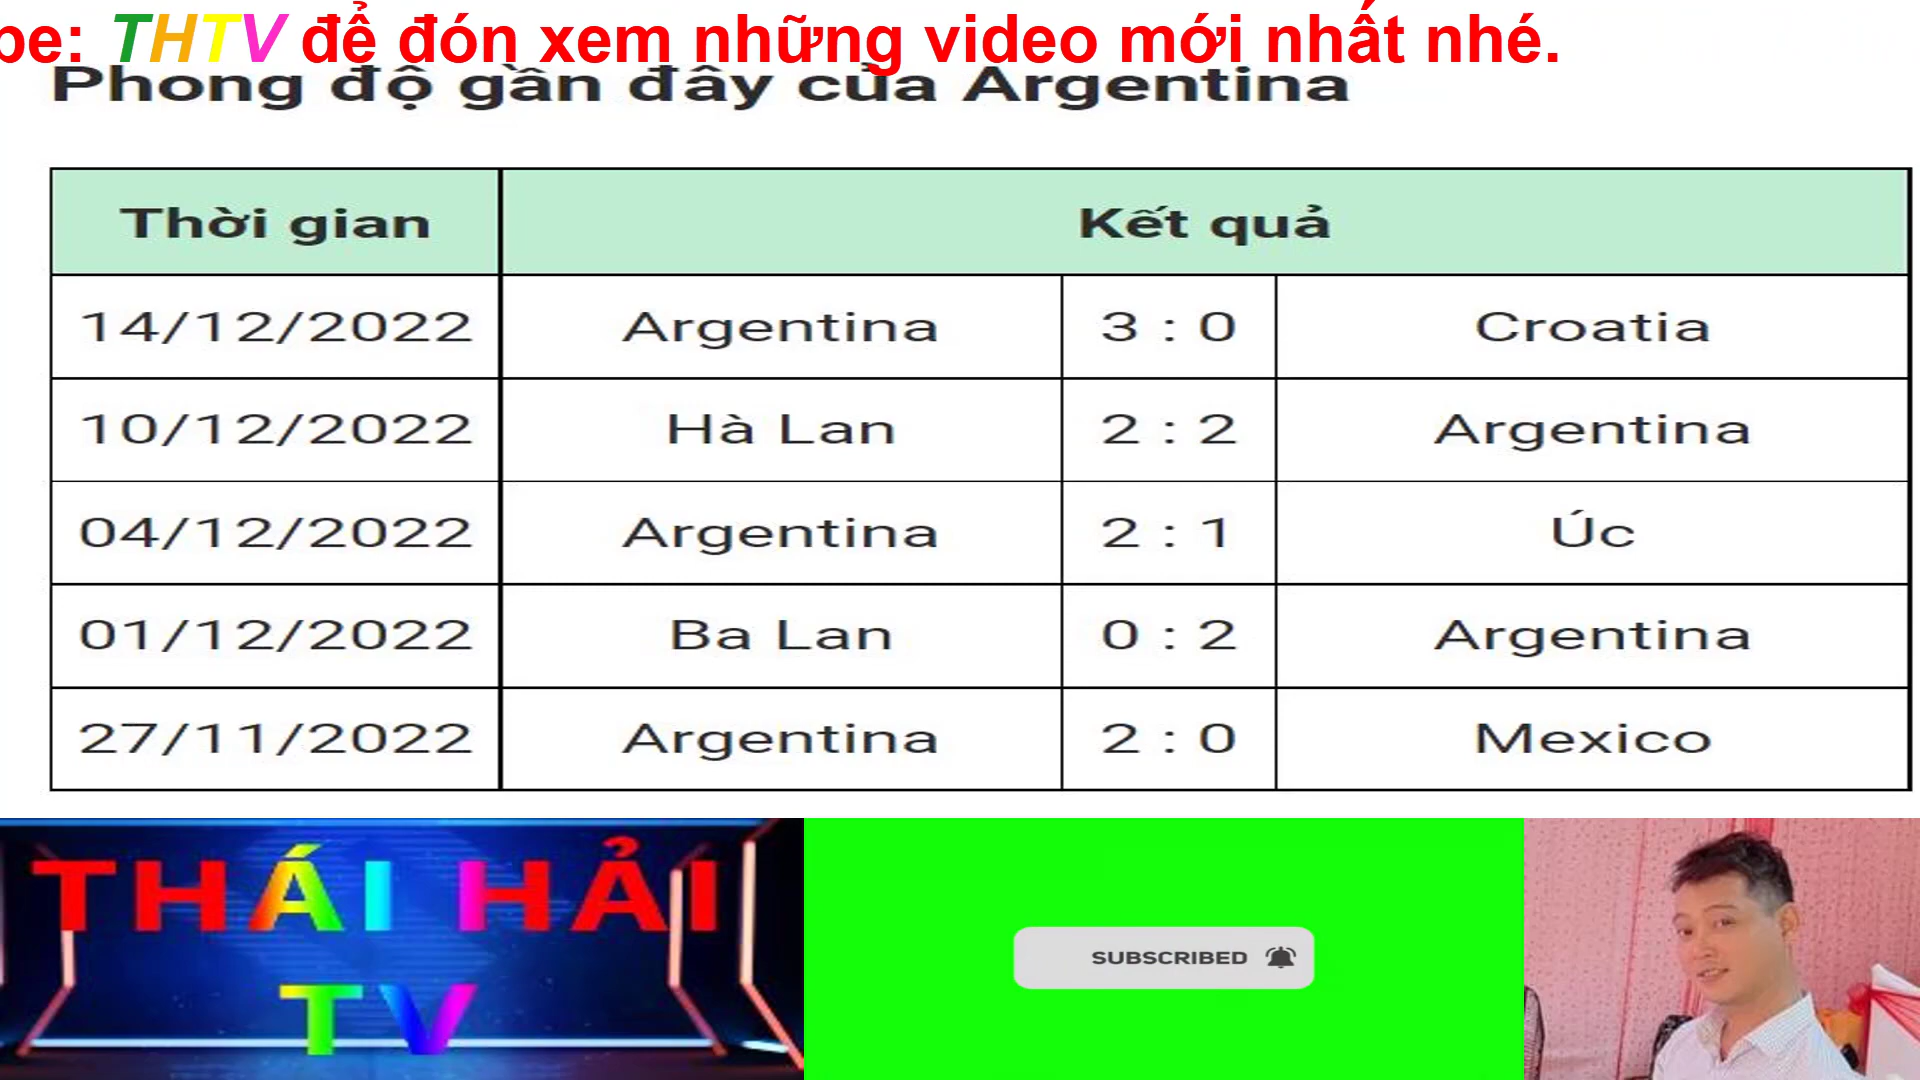 be: THTV để đón xem những video mới nhất nhé.
Phong độ gần đây của Argentina
Thời gian Kết quả
14/12/2022 Argentina 3 : 0 Croatia
10/12/2022 Hà Lan 2 : 2 Argentina
04/12/2022 Argentina 2 : 1 Úc
01/12/2022 Ba Lan 0 : 2 Argentina
27/11/2022 Argentina 2 : 0 Mexico
THÁI HẢI
TV
SUBSCRIBED